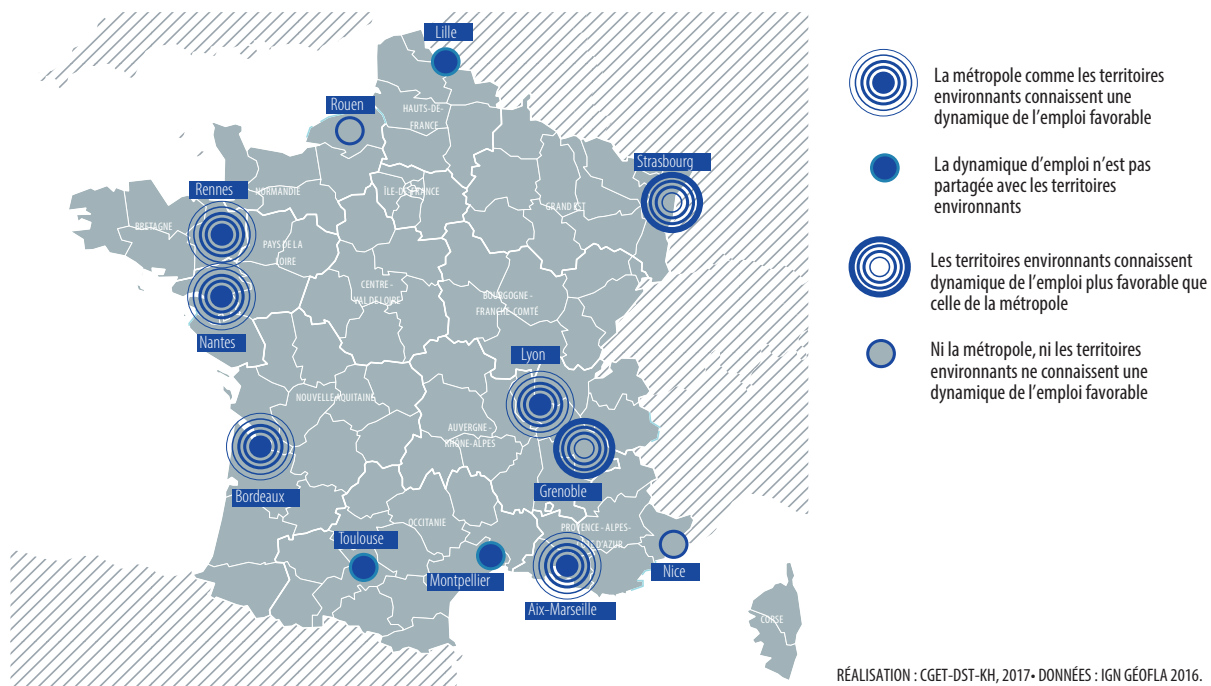 Lille
Rouen
HAUTS-DE-
FRANCE
Strasbourg
Rennes
NORMANDIE
ÎLE-DE-FRANCE
GRAND EST
BRETAGNE
PAYS DE LA
LOIRE
CENTRE -
VAL DE LOIRE
BOURGOGNE -
FRANCHE-COMTÉ
Nantes
Lyon
NOUVELLE AQUITAINE
AUVERGNE -
RHÔNE-ALPES
Bordeaux
Grenoble
OCCITANIE
PROVENCE - ALPES-
CÔTE D'AZUR
Toulouse
Montpellier
Nice
Aix-Marseille
CORSE
La métropole comme les territoires
environnants connaissent une
dynamique de l’emploi favorable
La dynamique d’emploi n’est pas
partagée avec les territoires
environnants
Les territoires environnants connaissent
dynamique de l’emploi plus favorable que
celle de la métropole
Ni la métropole, ni les territoires
environnants ne connaissent une
dynamique de l’emploi favorable
RÉALISATION : CGET-DST-KH, 2017• DONNÉES : IGN GÉOFLA 2016.